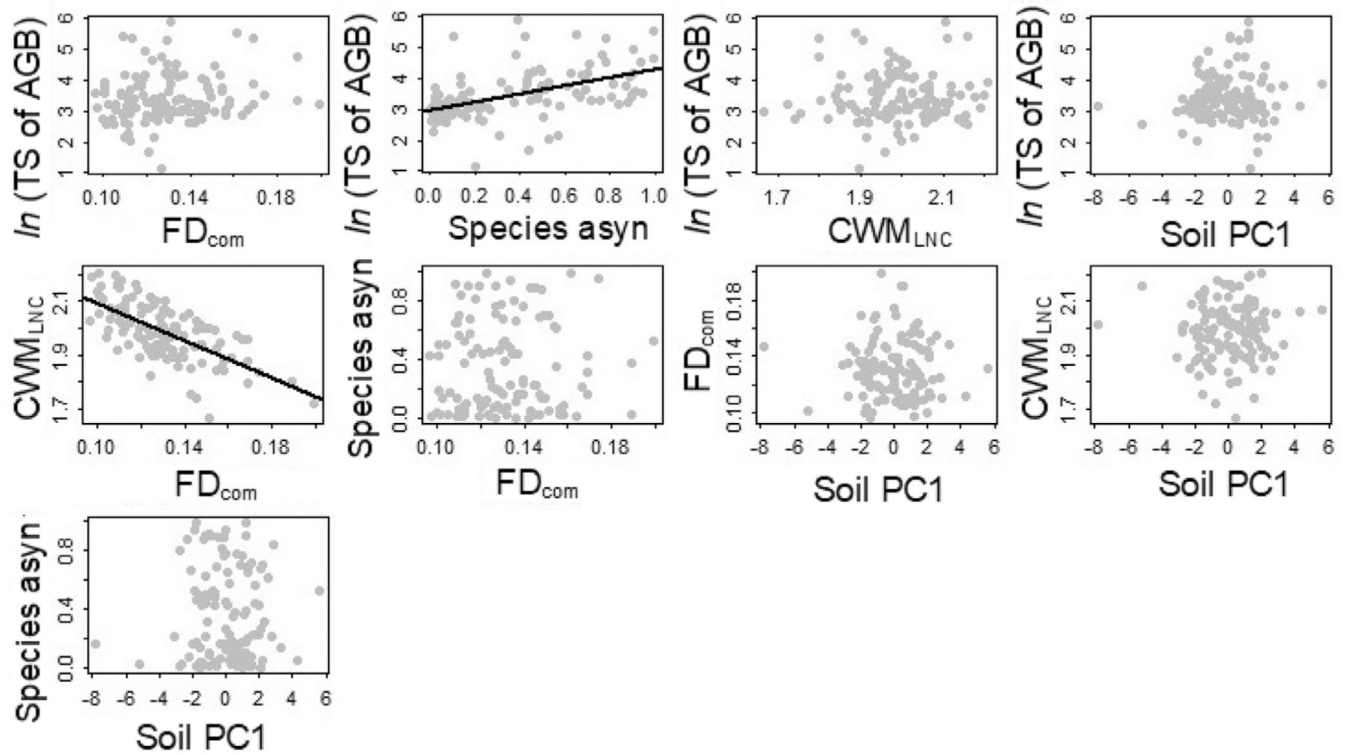 ln (TS of AGB)
1 2 3 4 5 6
0.10 0.14 0.18
FDcom
ln (TS of AGB)
1 2 3 4 5 6
0.0 0.2 0.4 0.6 0.8 1.0
Species asyn
ln (TS of AGB)
1 2 3 4 5 6
1.7 1.9 2.1
CWMLNC
ln (TS of AGB)
1 2 3 4 5 6
-8 -6 -4 -2 0 2 4 6
Soil PC1
CWMLNC
1.7 1.9 2.1
0.10 0.14 0.18
FDcom
Species asyn
0.0 0.4 0.8
0.10 0.14 0.18
FDcom
FDcom
0.10 0.14 0.18
-8 -6 -4 -2 0 2 4 6
Soil PC1
CWMLNC
1.7 1.9 2.1
-8 -6 -4 -2 0 2 4 6
Soil PC1
Species asyn
0.0 0.4 0.8
-8 -6 -4 -2 0 2 4 6
Soil PC1